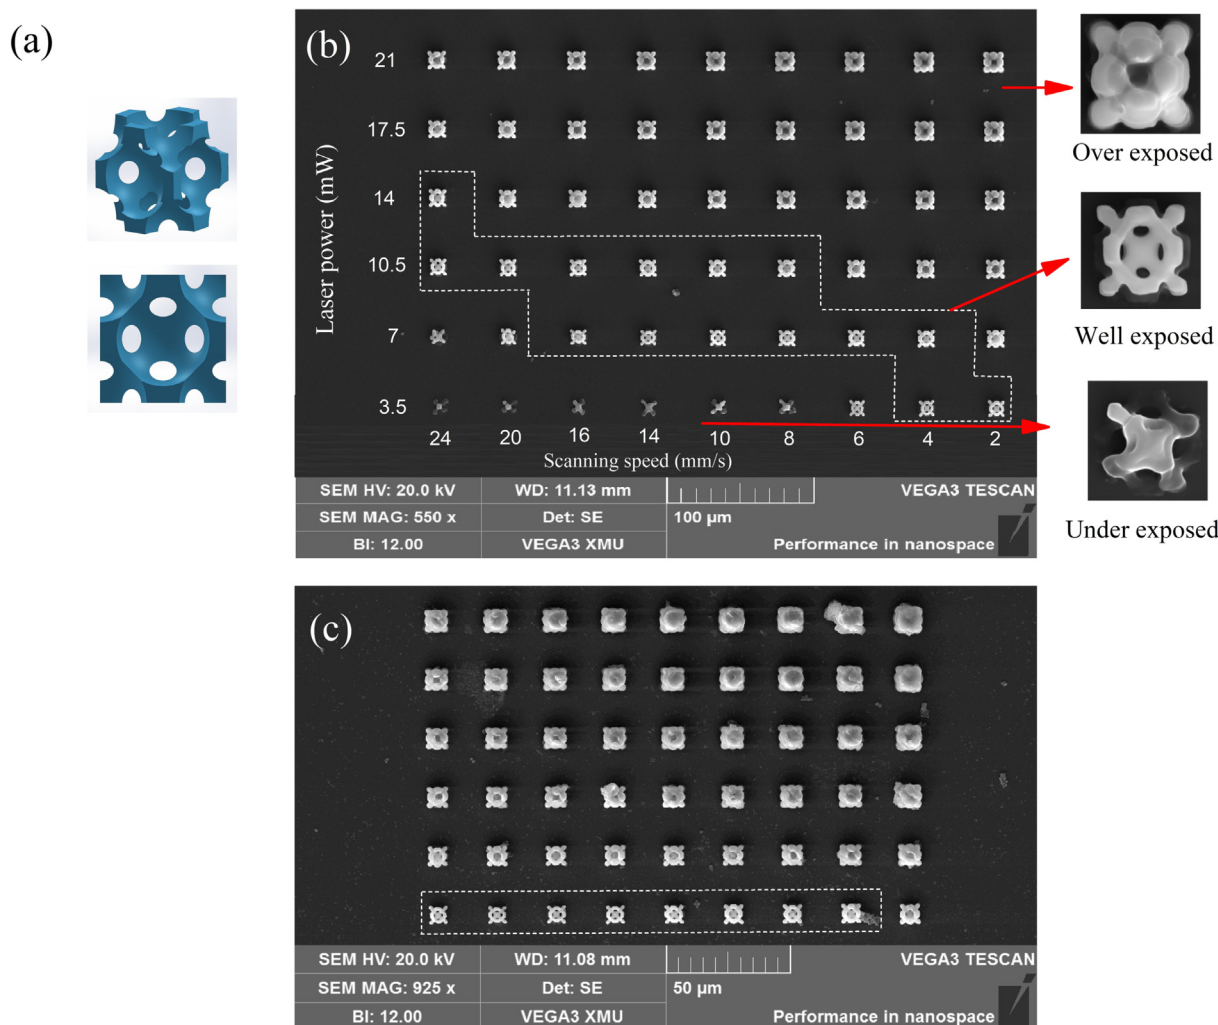 (a)
(b)
21
17.5
14
10.5
7
3.5
Laser power (mW)
24 20 16 14 10 8 6 4 2
Scanning speed (mm/s)
Over exposed
Well exposed
Under exposed
SEM HV: 20.0 kV WD: 11.13 mm VEGA3 TESCAN
SEM MAG: 550 x Det: SE 100 µm
BI: 12.00 VEGA3 XMU Performance in nanospace
(c)
SEM HV: 20.0 kV WD: 11.08 mm VEGA3 TESCAN
SEM MAG: 925 x Det: SE 50 µm
BI: 12.00 VEGA3 XMU Performance in nanospace